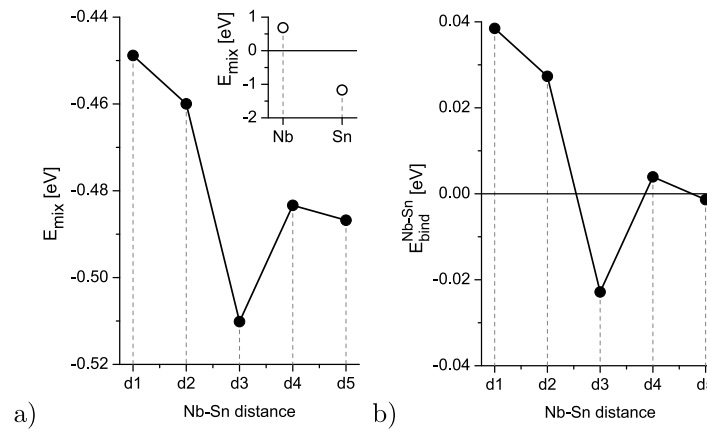 -0.44
-0.46
-0.48
-0.50
-0.52
E_mix [eV]
d1 d2 d3 d4 d5
Nb-Sn distance
a)
1
0
-1
-2
E_mix [eV]
Nb Sn
0.04
0.02
0.00
-0.02
-0.04
E_bind^Nb-Sn [eV]
d1 d2 d3 d4
Nb-Sn distance
b)